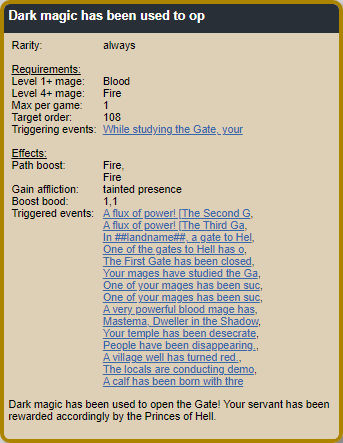 Dark magic has been used to op
Rarity: always
Requirements:
Level 1+ mage: Blood
Level 4+ mage: Fire
Max per game: 1
Target order: 108
Triggering events: While studying the Gate, your
Effects:
Path boost: Fire,
Fire
Gain affliction: tainted presence
Boost bood: 1,1
Triggered events: A flux of power! [The Second G,
A flux of power! [The Third Ga,
In ##landname##, a gate to Hel,
One of the gates to Hell has o,
The First Gate has been closed,
Your mages have studied the Ga,
One of your mages has been suc,
One of your mages has been suc,
A very powerful blood mage has,
Mastema, Dweller in the Shadow,
Your temple has been desecrate,
People have been disappearing.,
A village well has turned red.,
The locals are conducting demo,
A calf has been born with thre
Dark magic has been used to open the Gate! Your servant has been
rewarded accordingly by the Princes of Hell.